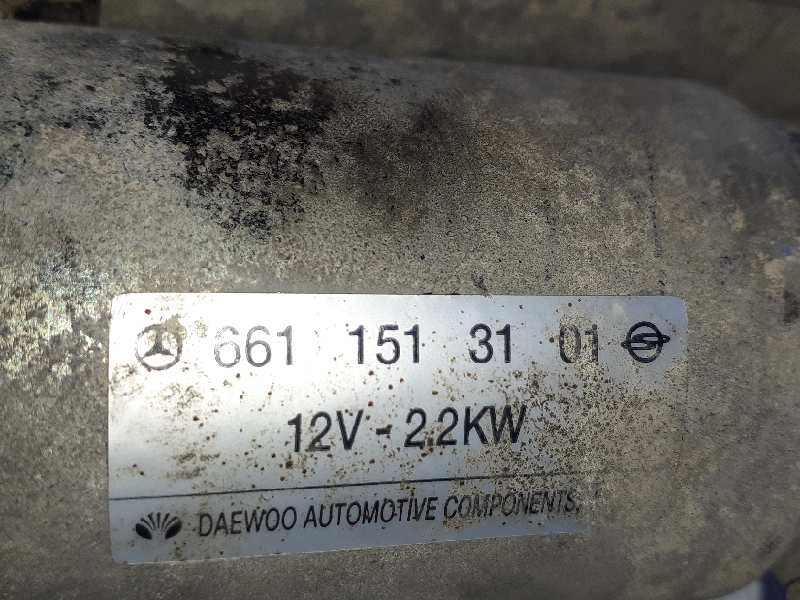 661 151 31 01
12V - 2.2KW
DAEWOO AUTOMOTIVE COMPONENTS,